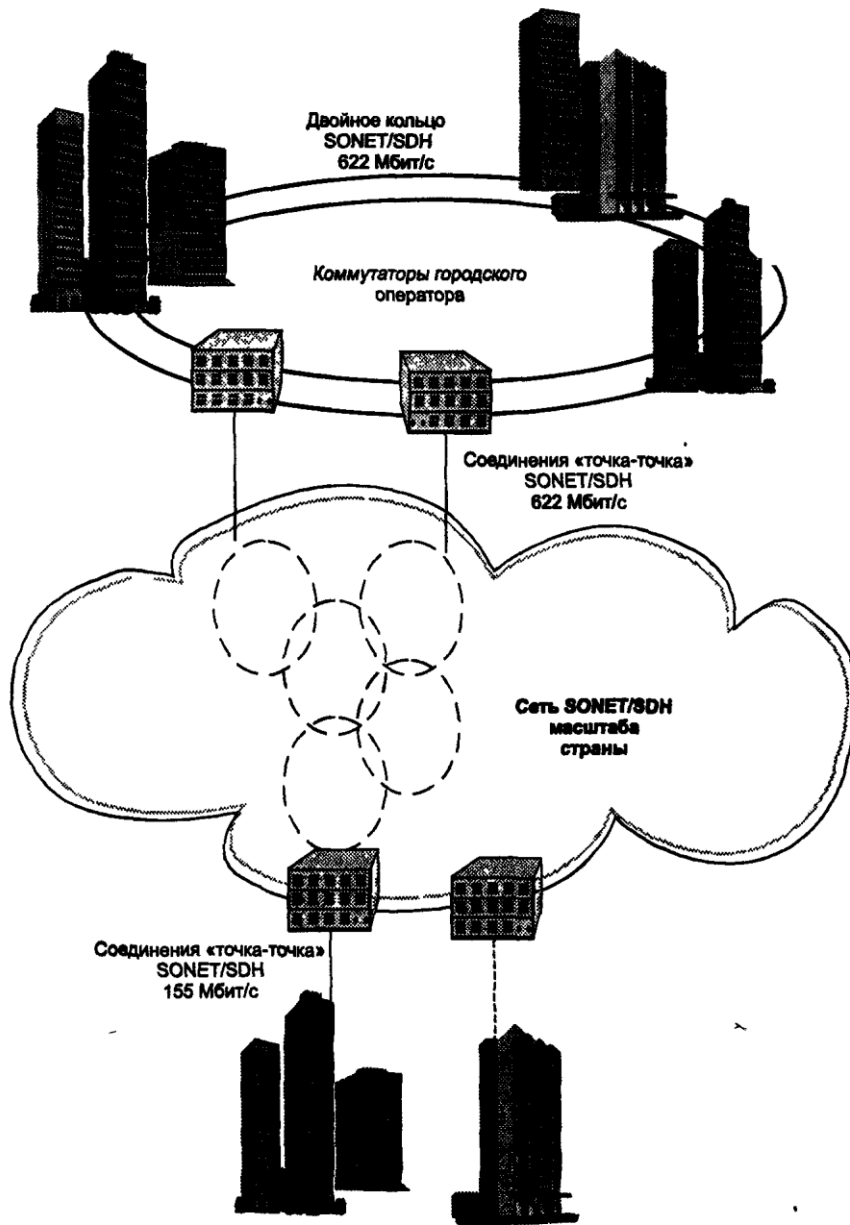 Двойное кольцо
SONET/SDH
622 Мбит/с
Коммутаторы городского
оператора
Соединения «точка-точка»
SONET/SDH
622 Мбит/с
Сеть SONET/SDH
масштаба
страны
Соединения «точка-точка»
SONET/SDH
155 Мбит/с